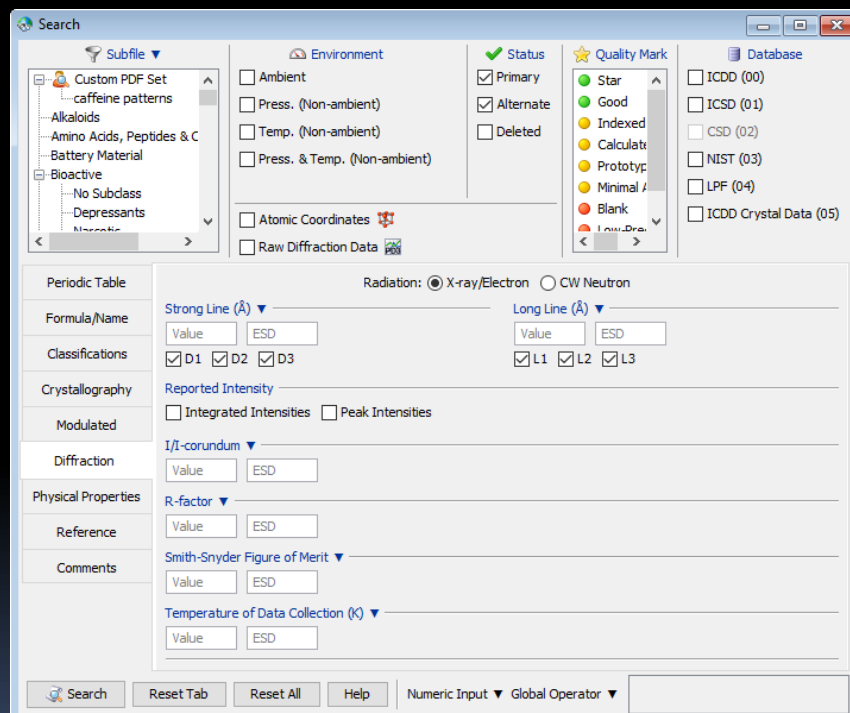 Search
Subfile ▼
Custom PDF Set
caffeine patterns
Alkaloids
Amino Acids, Peptides & C
Battery Material
Bioactive
No Subclass
Depressants
Narcotic
Environment
Ambient
Press. (Non-ambient)
Temp. (Non-ambient)
Press. & Temp. (Non-ambient)
Atomic Coordinates
Raw Diffraction Data PD3
Status
Primary
Alternate
Deleted
Quality Mark
Star
Good
Indexed
Calculate
Prototyp
Minimal A
Blank
Low-Pre
Database
ICDD (00)
ICSD (01)
CSD (02)
NIST (03)
LPF (04)
ICDD Crystal Data (05)
Periodic Table
Formula/Name
Classifications
Crystallography
Modulated
Diffraction
Physical Properties
Reference
Comments
Radiation: X-ray/Electron CW Neutron
Strong Line (Å) ▼
Value ESD
D1 D2 D3
Long Line (Å) ▼
Value ESD
L1 L2 L3
Reported Intensity
Integrated Intensities Peak Intensities
I/I-corundum ▼
Value ESD
R-factor ▼
Value ESD
Smith-Snyder Figure of Merit ▼
Value ESD
Temperature of Data Collection (K) ▼
Value ESD
Search Reset Tab Reset All Help Numeric Input ▼ Global Operator ▼